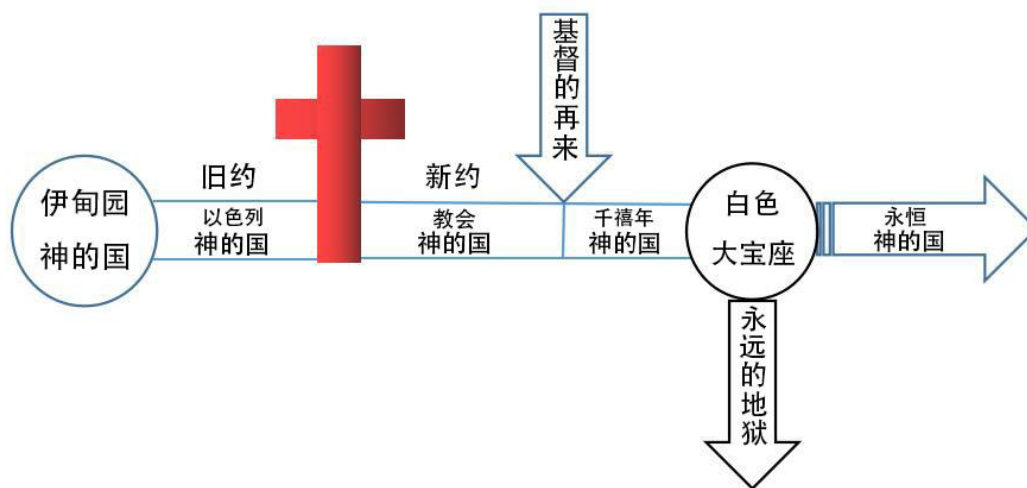 伊甸园
神的国
旧约
以色列
神的国
新约
教会
神的国
基督的再来
千禧年
神的国
白色
大宝座
永恒
神的国
永远的地狱